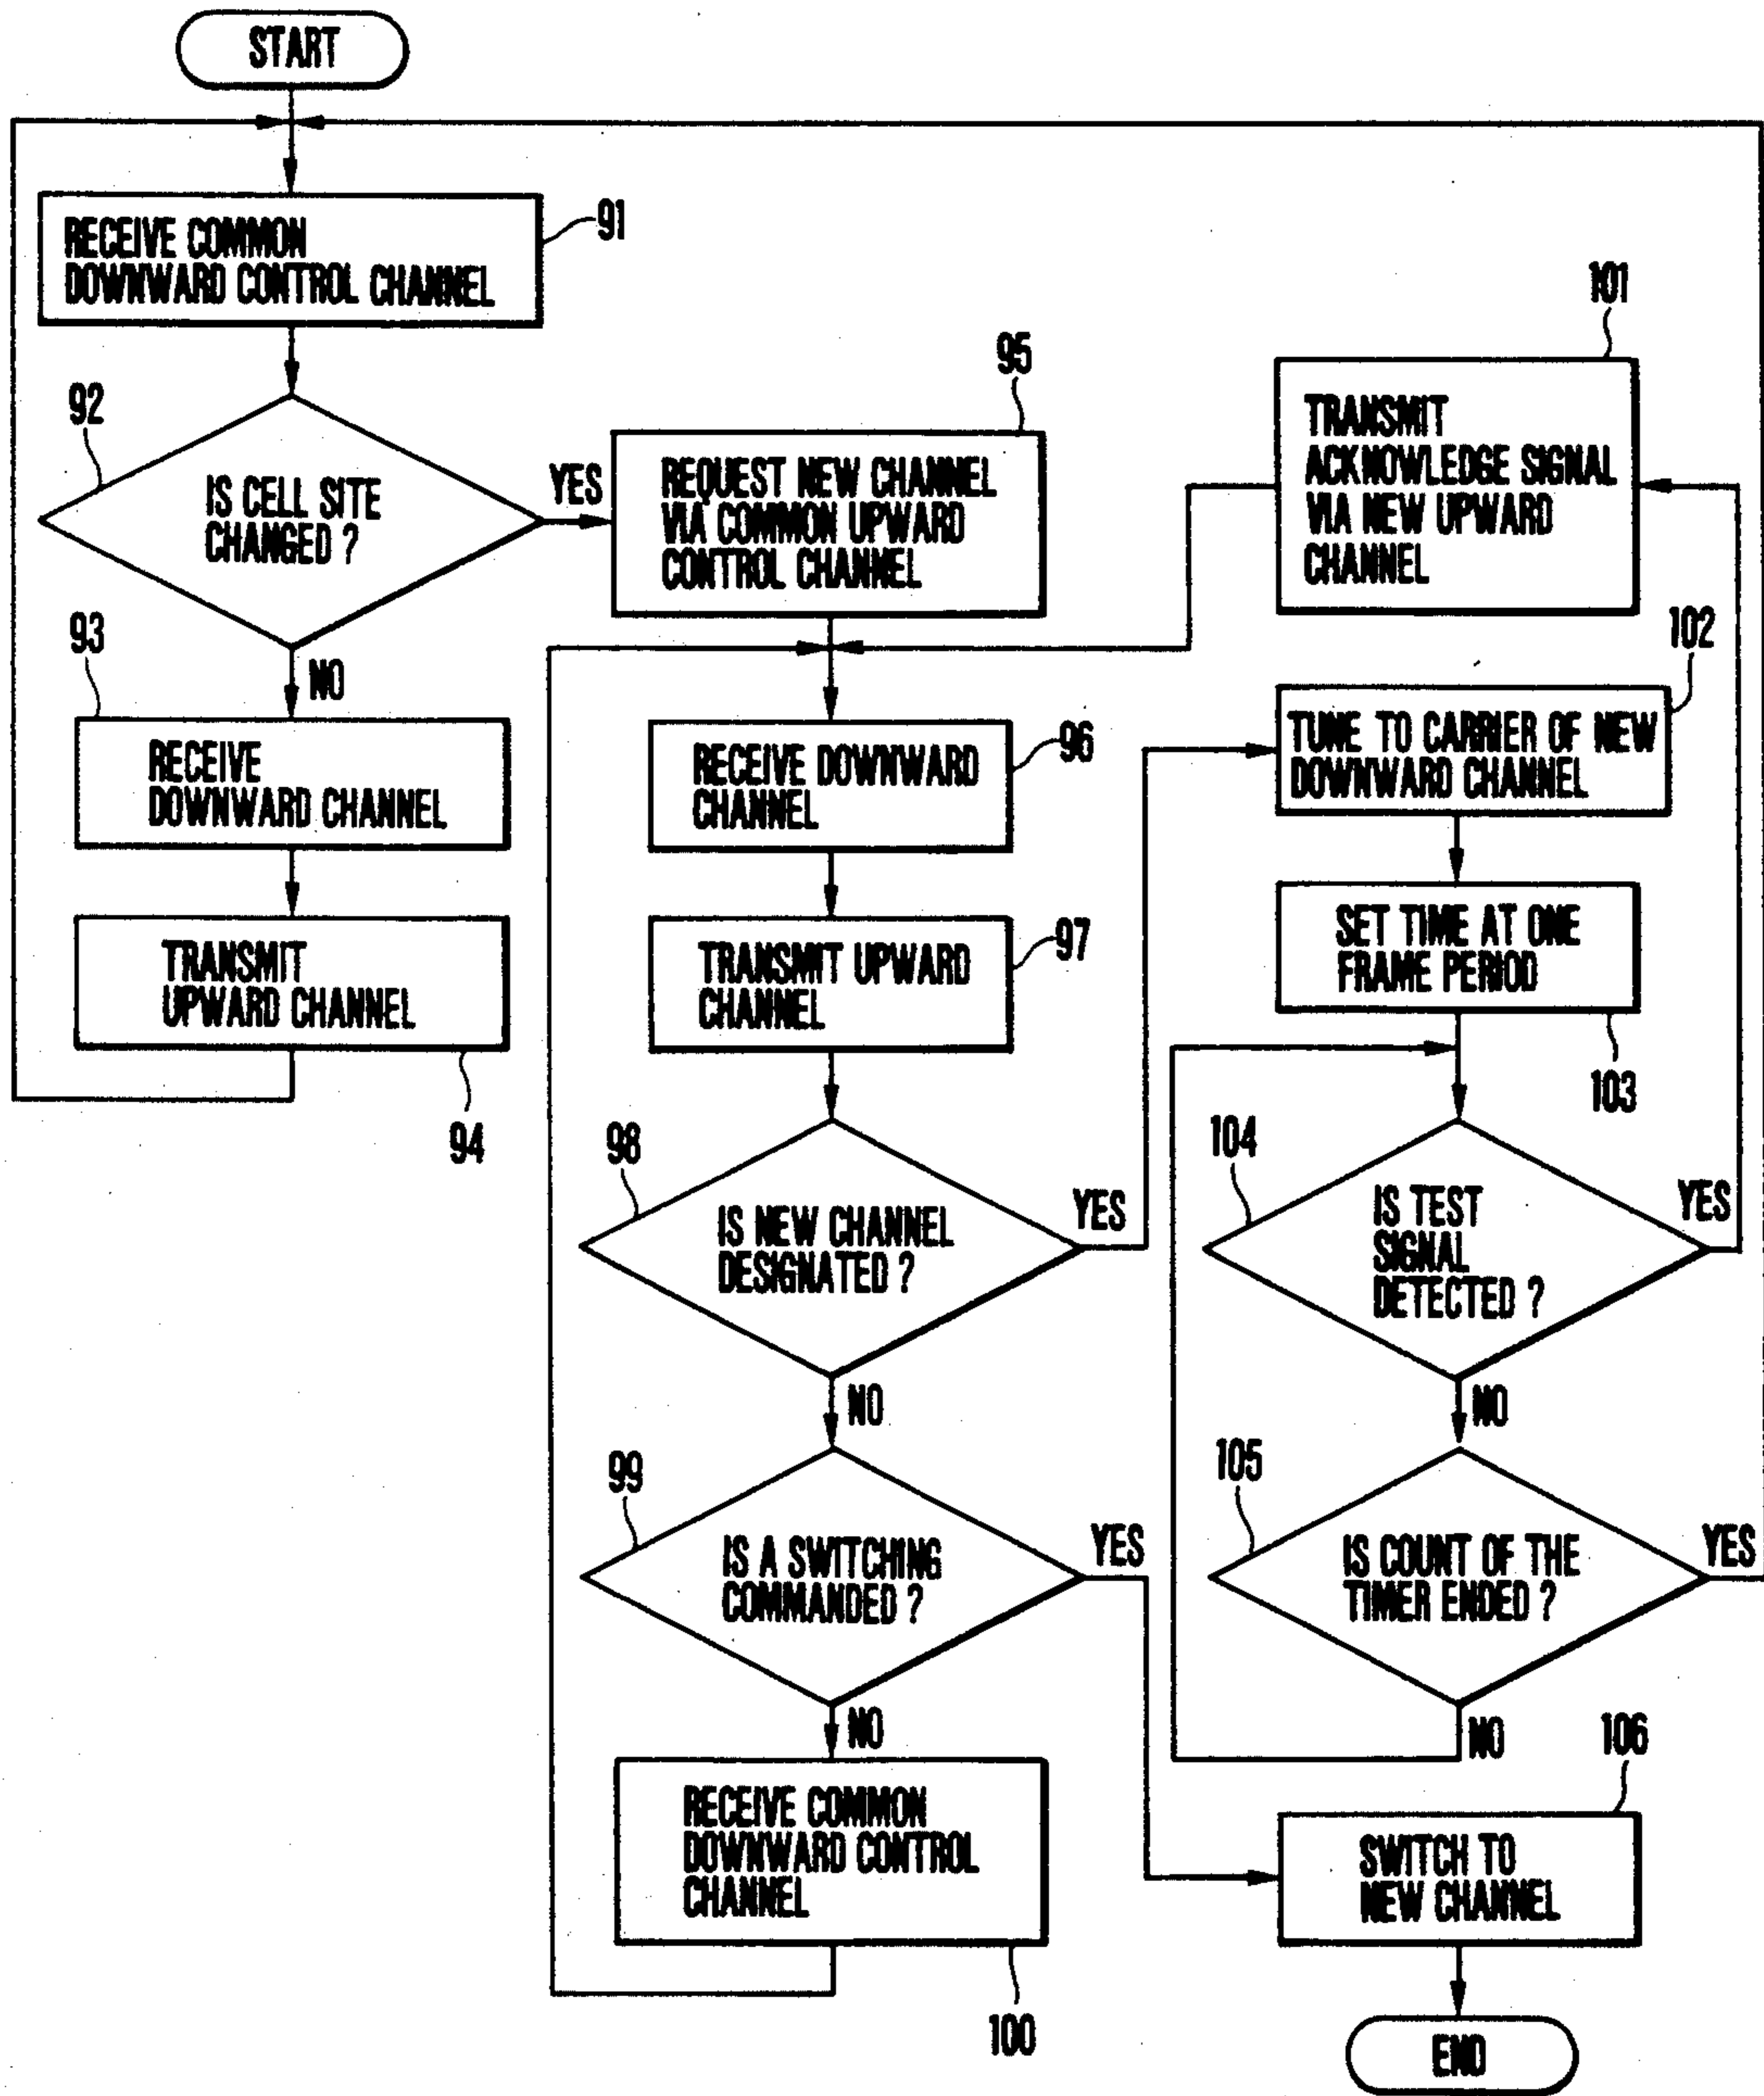 START
RECEIVE COMMON
DOWNWARD CONTROL CHANNEL
91
92
IS CELL SITE
CHANGED ?
YES
NO
93
RECEIVE
DOWNWARD CHANNEL
TRANSMIT
UPWARD CHANNEL
94
95
REQUEST NEW CHANNEL
VIA COMMON UPWARD
CONTROL CHANNEL
RECEIVE DOWNWARD
CHANNEL
96
TRANSMIT UPWARD
CHANNEL
97
98
IS NEW CHANNEL
DESIGNATED ?
YES
NO
99
IS A SWITCHING
COMMANDED ?
YES
NO
RECEIVE COMMON
DOWNWARD CONTROL
CHANNEL
100
101
TRANSMIT
ACKNOWLEDGE SIGNAL
VIA NEW UPWARD
CHANNEL
102
TUNE TO CARRIER OF NEW
DOWNWARD CHANNEL
SET TIME AT ONE
FRAME PERIOD
103
104
IS TEST
SIGNAL
DETECTED ?
YES
NO
105
IS COUNT OF THE
TIMER ENDED ?
YES
NO
106
SWITCH TO
NEW CHANNEL
END